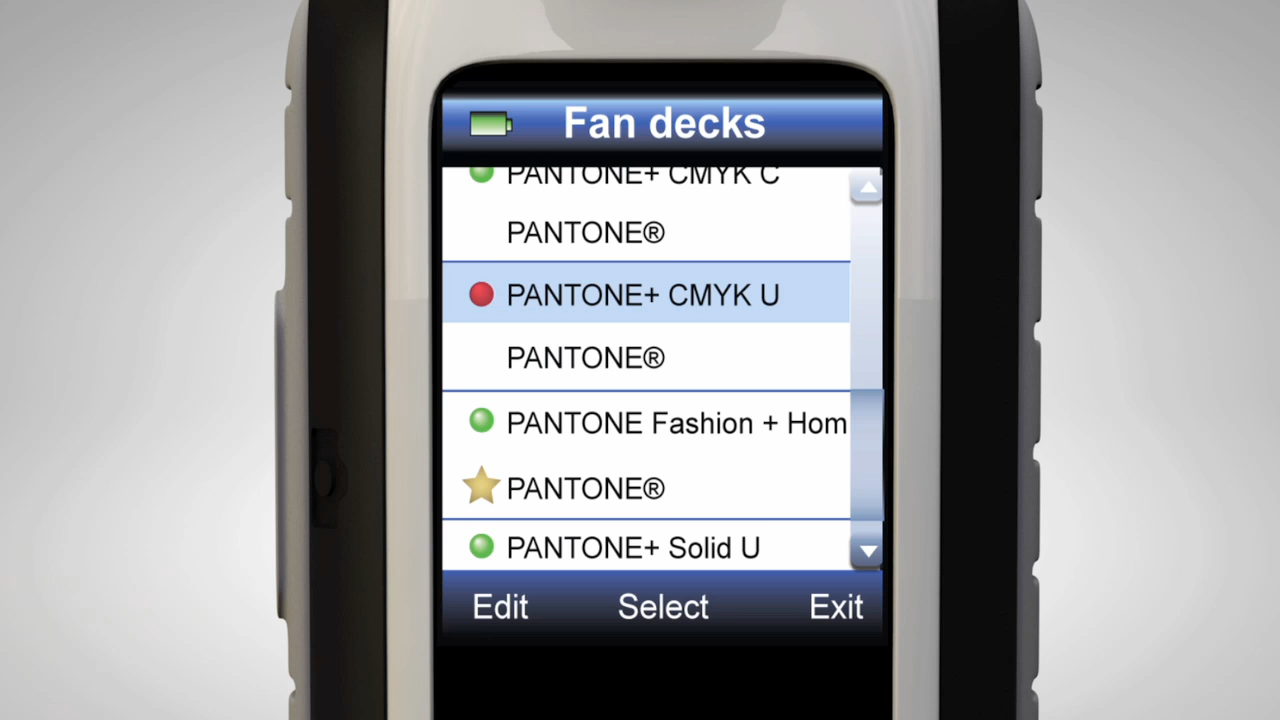 Fan decks
PANTONE+ CMYK C
PANTONE®
PANTONE+ CMYK U
PANTONE®
PANTONE Fashion + Hom
PANTONE®
PANTONE+ Solid U
Edit Select Exit